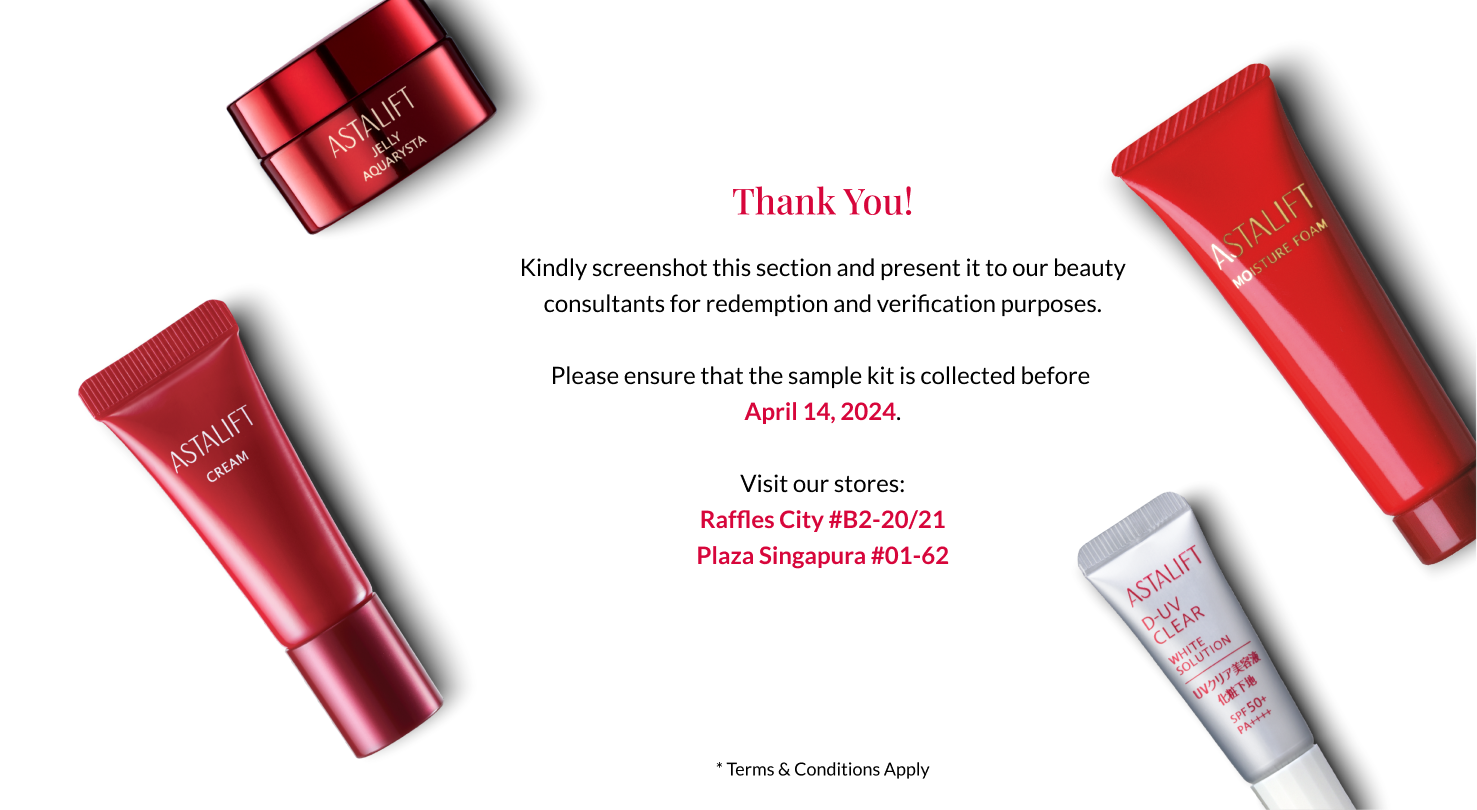 ASTALIFT
JELLY
AQUARYSTA
ASTALIFT
MOISTURE FOAM
Thank You!
Kindly screenshot this section and present it to our beauty
consultants for redemption and verification purposes.
Please ensure that the sample kit is collected before
April 14, 2024.
Visit our stores:
Raffles City #B2-20/21
Plaza Singapura #01-62
ASTALIFT
CREAM
ASTALIFT
D-UV
CLEAR
WHITE
SOLUTION
UVクリア美容液
化粧下地
SPF 50+
PA++++
* Terms & Conditions Apply